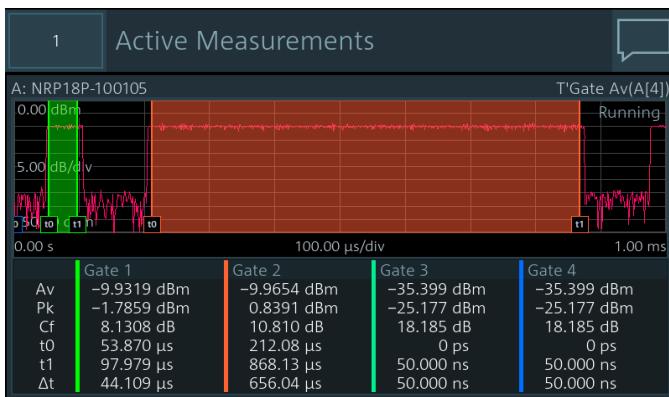 1
Active Measurements
A: NRP18P-100105 T'Gate Av(A[4])
0.00 dBm Running
5.00 dB/div
t0 t1 t0 t1
0.00 s 100.00 µs/div 1.00 ms
Gate 1 Gate 2 Gate 3 Gate 4
Av −9.9319 dBm −9.9654 dBm −35.399 dBm −35.399 dBm
Pk −1.7859 dBm 0.8391 dBm −25.177 dBm −25.177 dBm
Cf 8.1308 dB 10.810 dB 18.185 dB 18.185 dB
t0 53.870 µs 212.08 µs 0 ps 0 ps
t1 97.979 µs 868.13 µs 50.000 ns 50.000 ns
Δt 44.109 µs 656.04 µs 50.000 ns 50.000 ns